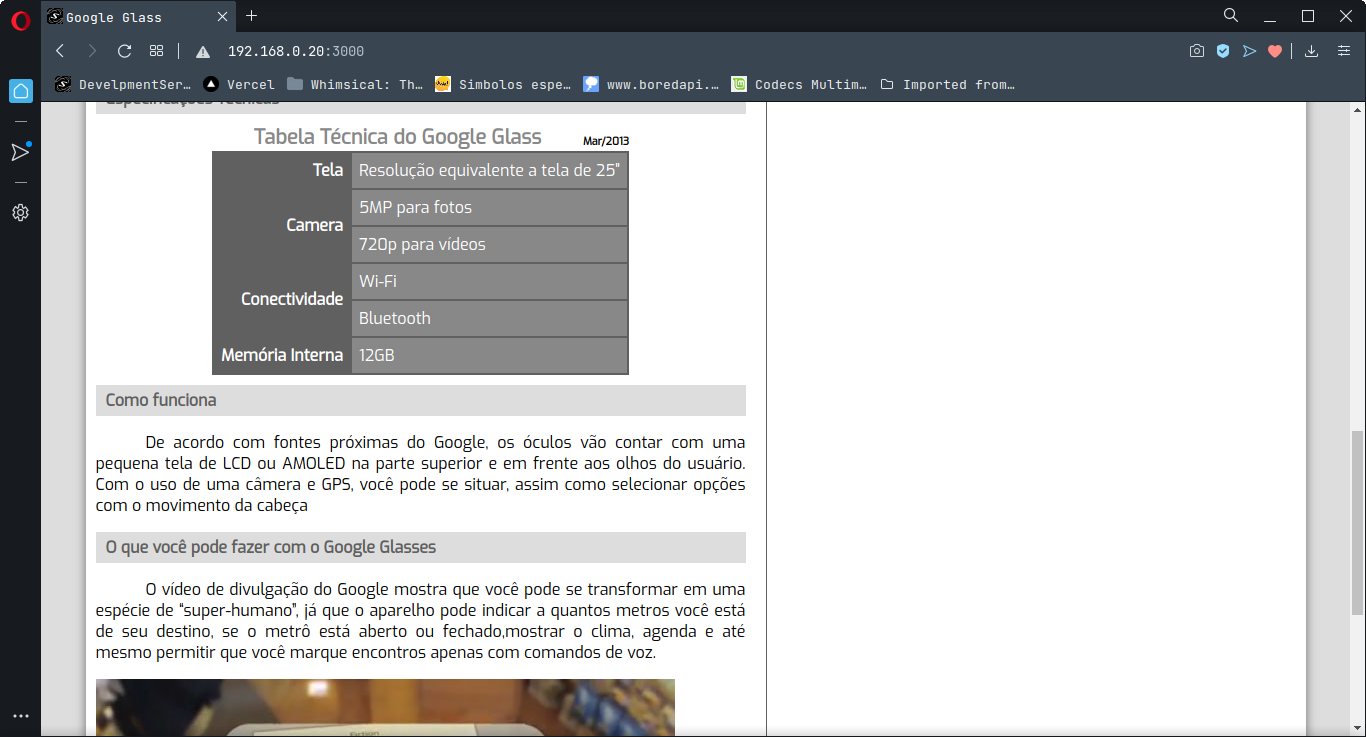 Google Glass
192.168.0.20:3000
DevelpmentSer… Vercel Whimsical: Th… Simbolos espe… www.boredapi.… Codecs Multim… Imported from…
Especificações Técnicas
Tabela Técnica do Google Glass Mar/2013
Tela Resolução equivalente a tela de 25"
Camera 5MP para fotos
720p para vídeos
Conectividade Wi-Fi
Bluetooth
Memória Interna 12GB
Como funciona
De acordo com fontes próximas do Google, os óculos vão contar com uma
pequena tela de LCD ou AMOLED na parte superior e em frente aos olhos do usuário.
Com o uso de uma câmera e GPS, você pode se situar, assim como selecionar opções
com o movimento da cabeça
O que você pode fazer com o Google Glasses
O vídeo de divulgação do Google mostra que você pode se transformar em uma
espécie de “super-humano”, já que o aparelho pode indicar a quantos metros você está
de seu destino, se o metrô está aberto ou fechado,mostrar o clima, agenda e até
mesmo permitir que você marque encontros apenas com comandos de voz.
Fiction